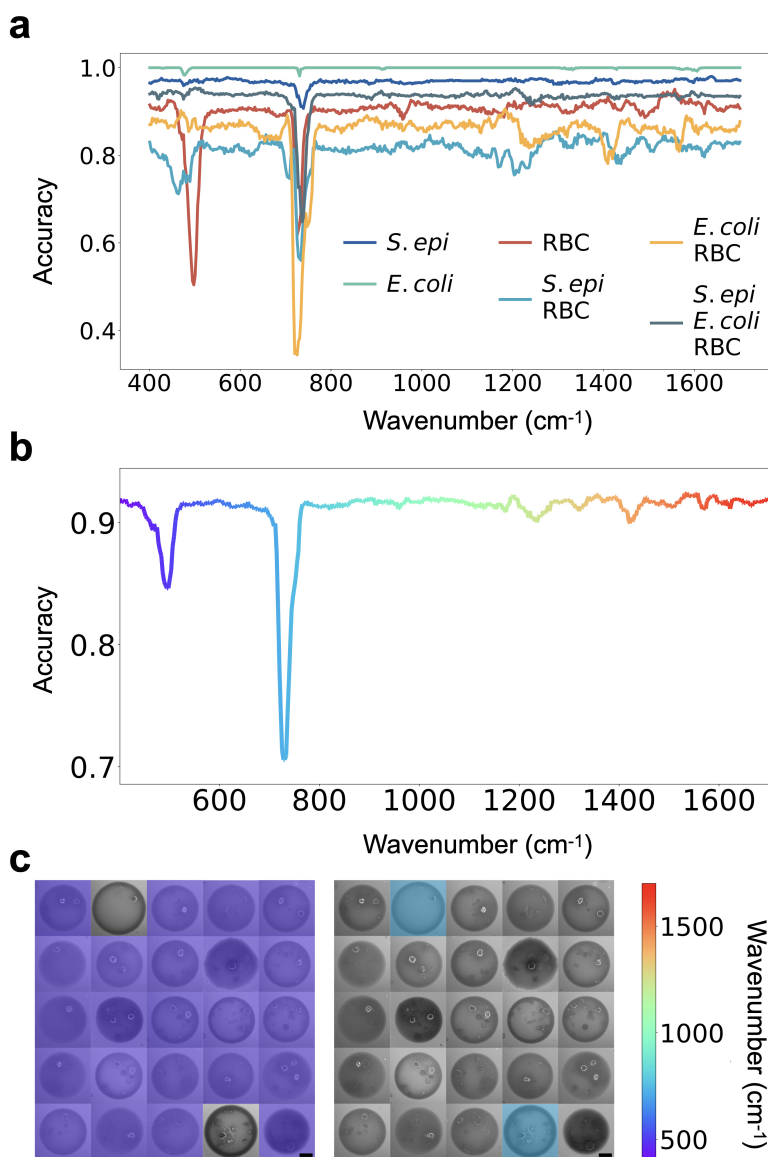 a
1.0
0.8
0.6
0.4
Accuracy
S. epi
E. coli
RBC
S. epi
RBC
E. coli
RBC
S. epi
E. coli
RBC
400 600 800 1000 1200 1400 1600
Wavenumber (cm-1)
b
0.9
0.8
0.7
Accuracy
600 800 1000 1200 1400 1600
Wavenumber (cm-1)
c
1500
1000
500
Wavenumber (cm-1)